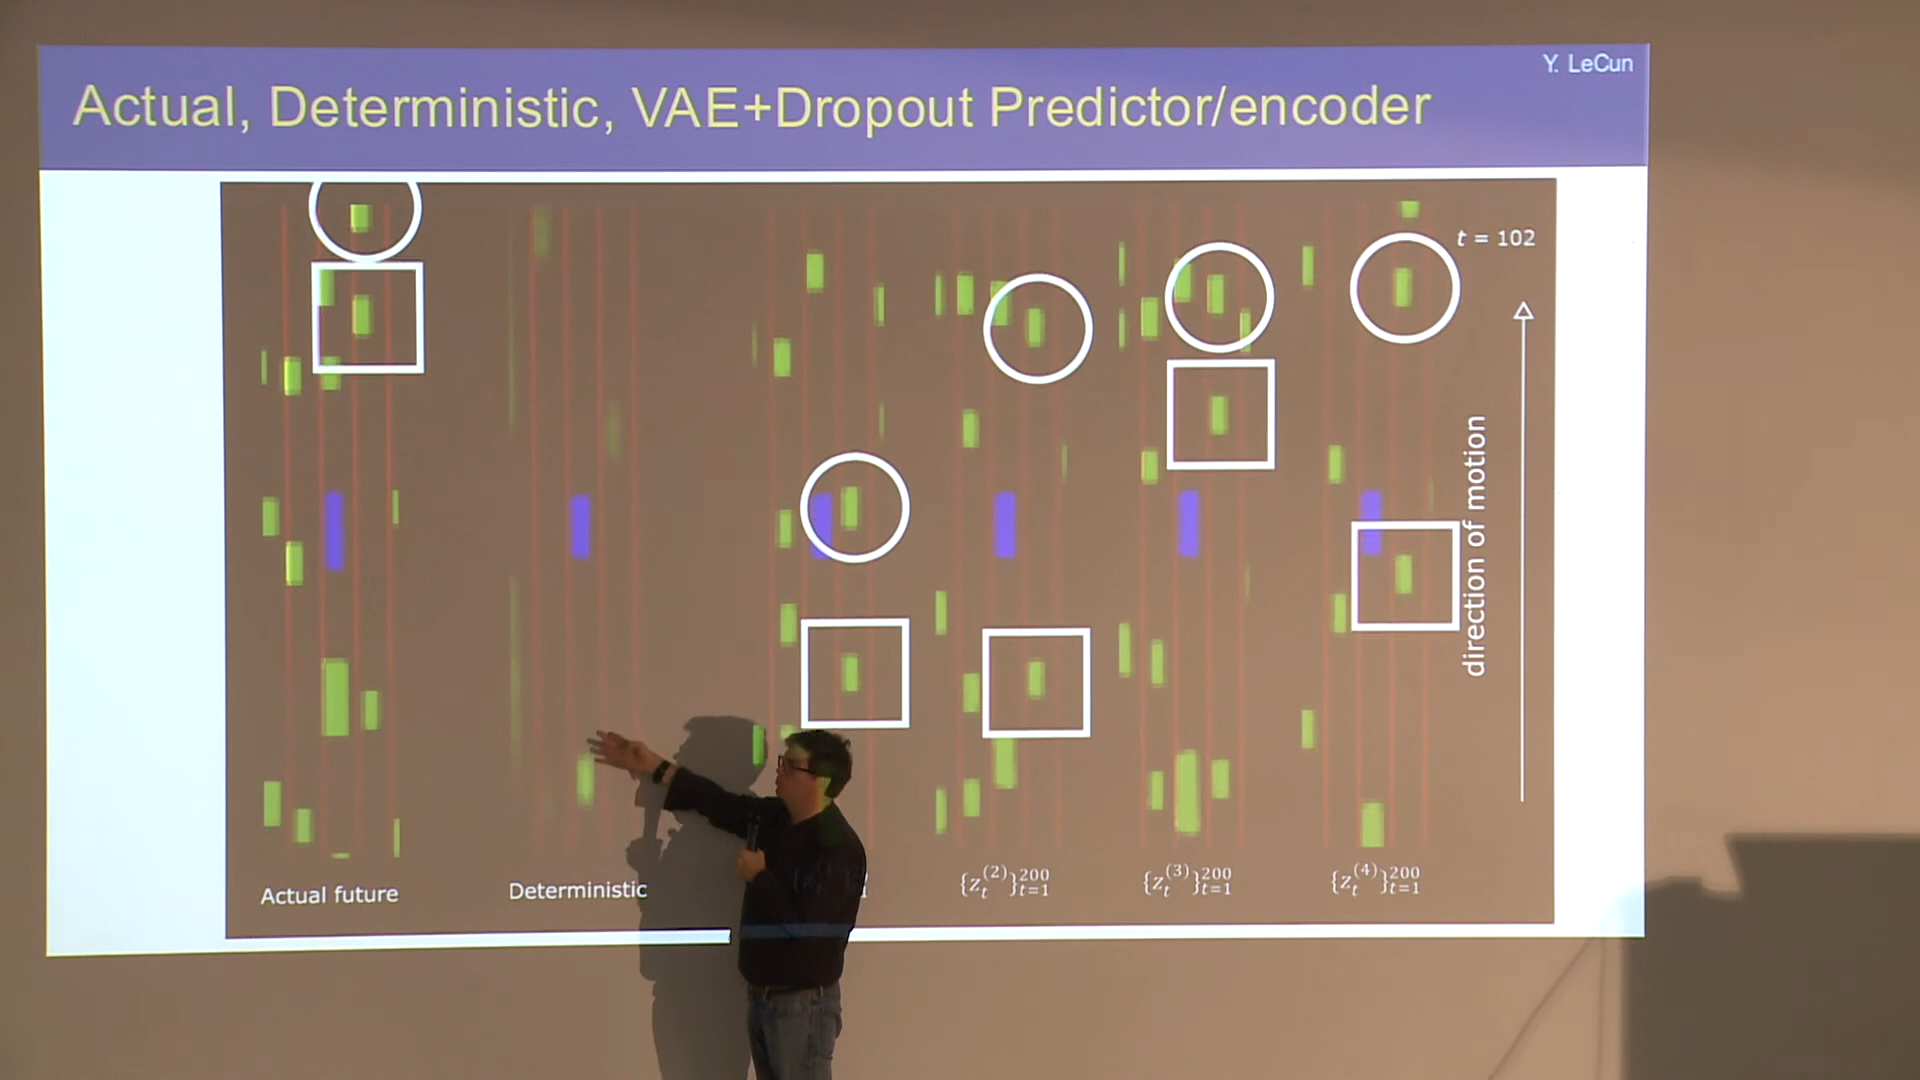 Y. LeCun
Actual, Deterministic, VAE+Dropout Predictor/encoder
t = 102
direction of motion
Actual future
Deterministic
{z_t^{(2)}}_{t=1}^{200}
{z_t^{(3)}}_{t=1}^{200}
{z_t^{(4)}}_{t=1}^{200}